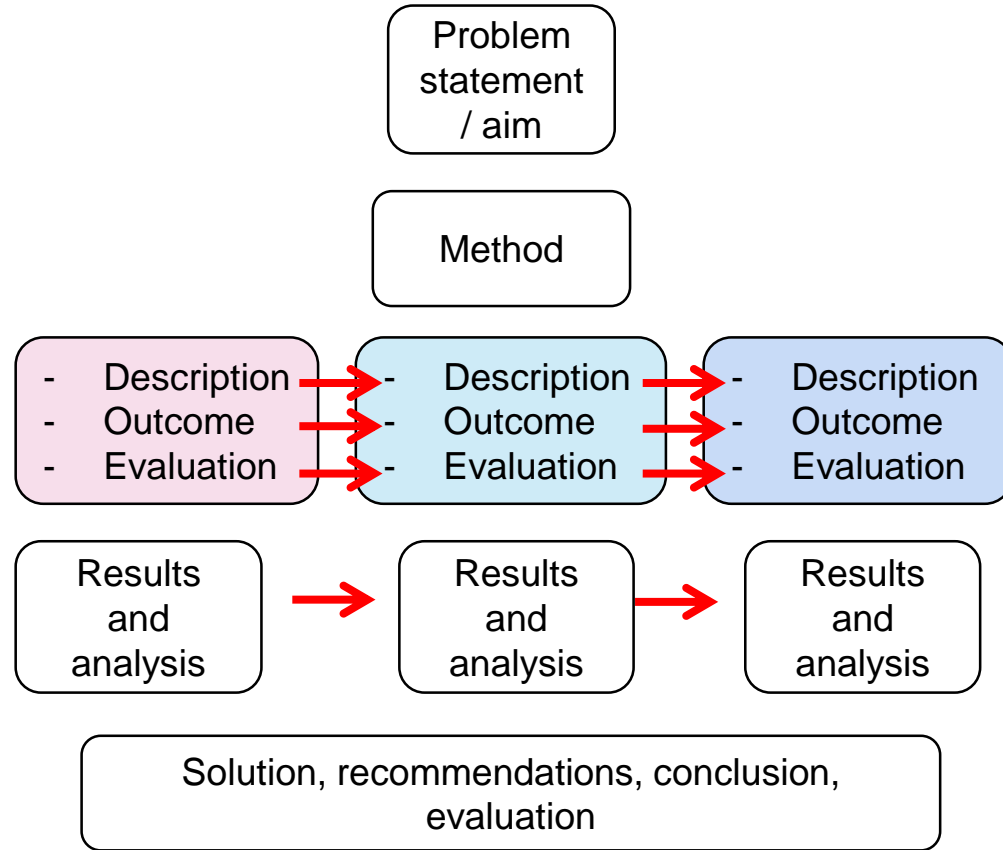 Problem
statement
/ aim
Method
- Description
- Outcome
- Evaluation
- Description
- Outcome
- Evaluation
- Description
- Outcome
- Evaluation
Results
and
analysis
Results
and
analysis
Results
and
analysis
Solution, recommendations, conclusion,
evaluation